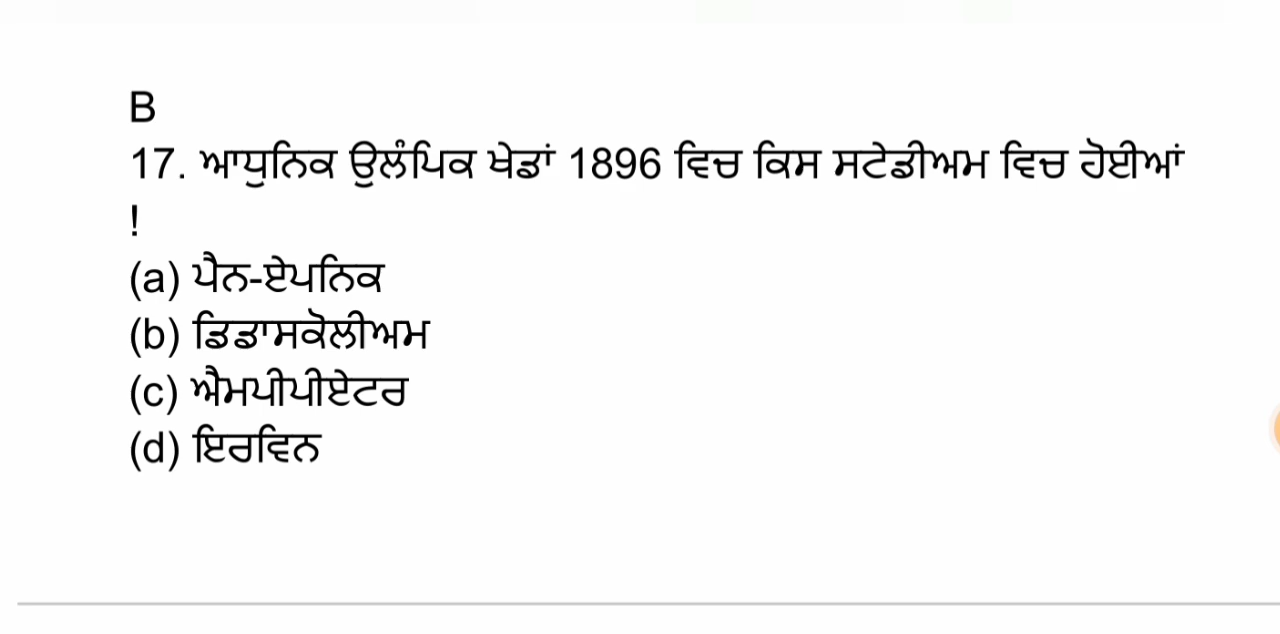 B
17. ਆਧੁਨਿਕ ਉਲੰਪਿਕ ਖੇਡਾਂ 1896 ਵਿਚ ਕਿਸ ਸਟੇਡੀਅਮ ਵਿਚ ਹੋਈਆਂ
!
(a) ਪੈਨ-ਏਪਨਿਕ
(b) ਡਿਡਾਸਕੋਲੀਅਮ
(c) ਐਮਪੀਪੀਏਟਰ
(d) ਇਰਵਿਨ